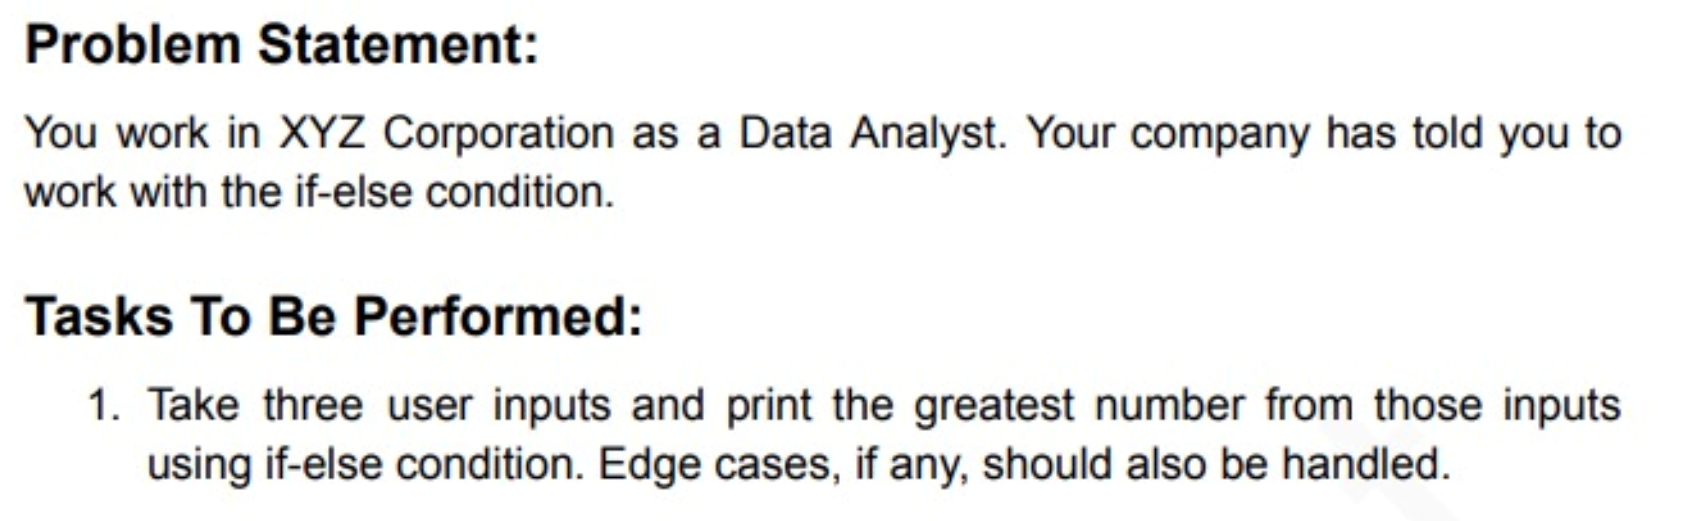 Problem Statement:
You work in XYZ Corporation as a Data Analyst. Your company has told you to
work with the if-else condition.
Tasks To Be Performed:
1. Take three user inputs and print the greatest number from those inputs
using if-else condition. Edge cases, if any, should also be handled.